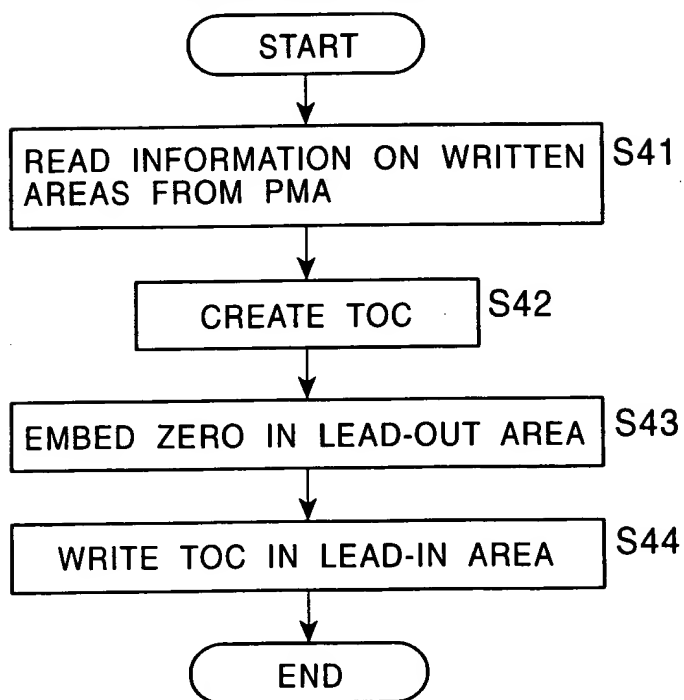 START
READ INFORMATION ON WRITTEN S41
AREAS FROM PMA
CREATE TOC S42
EMBED ZERO IN LEAD-OUT AREA S43
WRITE TOC IN LEAD-IN AREA S44
END